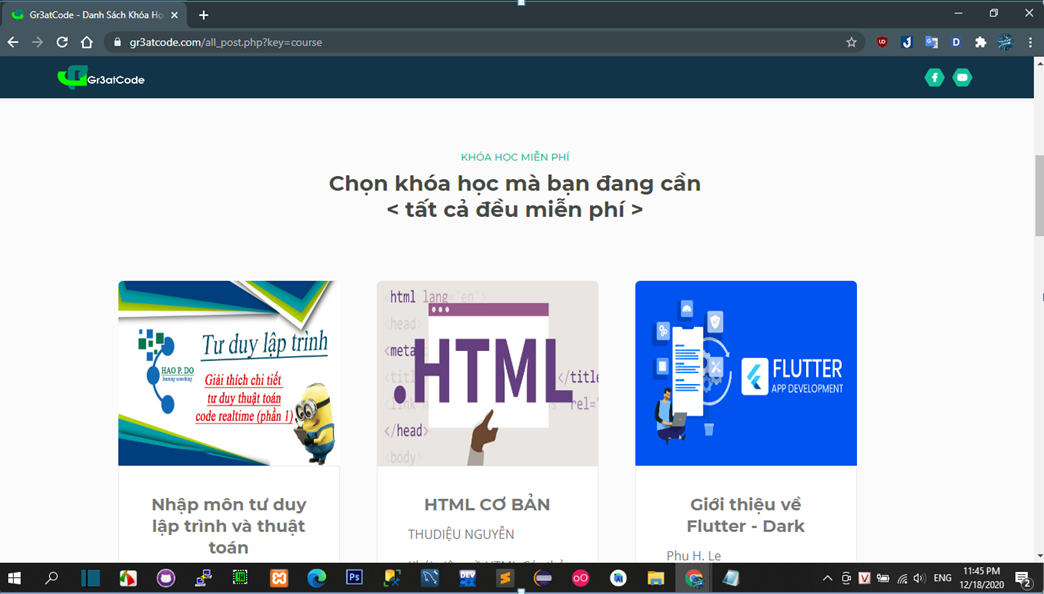 Gr3atCode - Danh Sách Khóa Họ
gr3atcode.com/all_post.php?key=course
Gr3atCode
KHÓA HỌC MIỄN PHÍ
Chọn khóa học mà bạn đang cần
< tất cả đều miễn phí >
Tư duy lập trình
HAO P. DO
Giải thích chi tiết
tư duy thuật toán
code realtime (phần 1)
<html lang="en">
<head>
<meta
.HTML
<title
</title
<link
rel="
</head>
<body>
FLUTTER
APP DEVELOPMENT
Nhập môn tư duy
lập trình và thuật
toán
HTML CƠ BẢN
THUDIỆU NGUYỄN
Giới thiệu về
Flutter - Dark
Phu H. Le
Ps
DEV
ENG
11:45 PM
12/18/2020
2